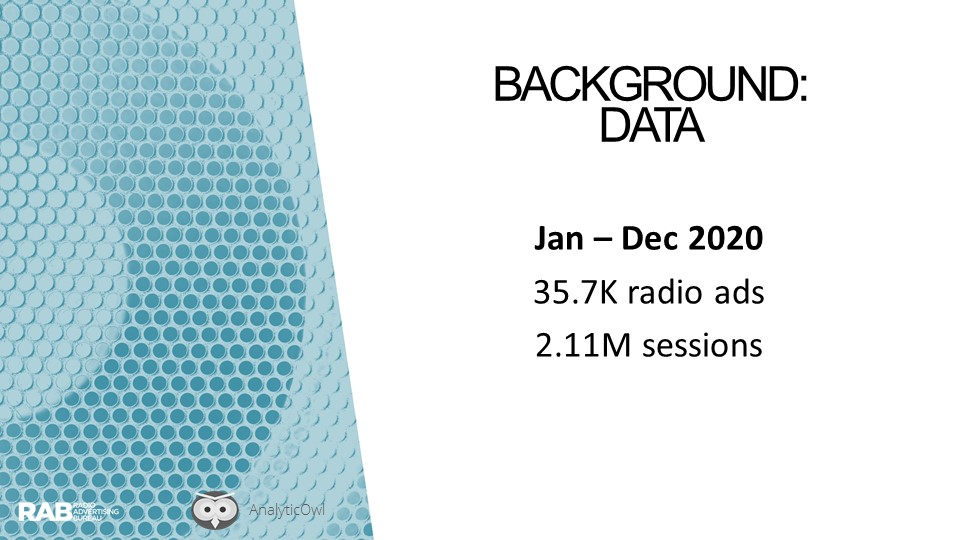 BACKGROUND:
DATA
Jan – Dec 2020
35.7K radio ads
2.11M sessions
RAB RADIO
ADVERTISING
BUREAU
AnalyticOwl